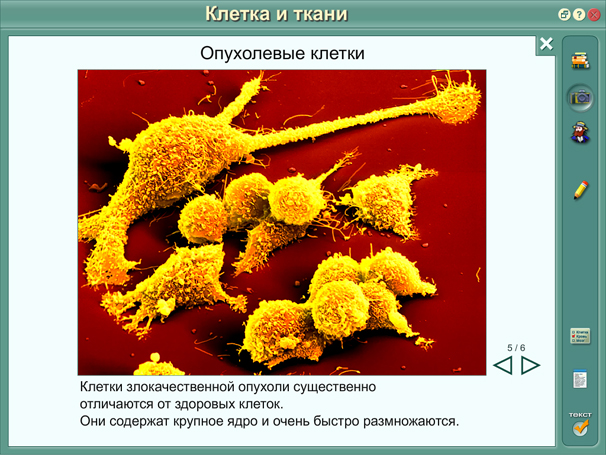 Клетка и ткани
?
Опухолевые клетки
5 / 6
Клетки злокачественной опухоли существенно
отличаются от здоровых клеток.
Они содержат крупное ядро и очень быстро размножаются.
текст